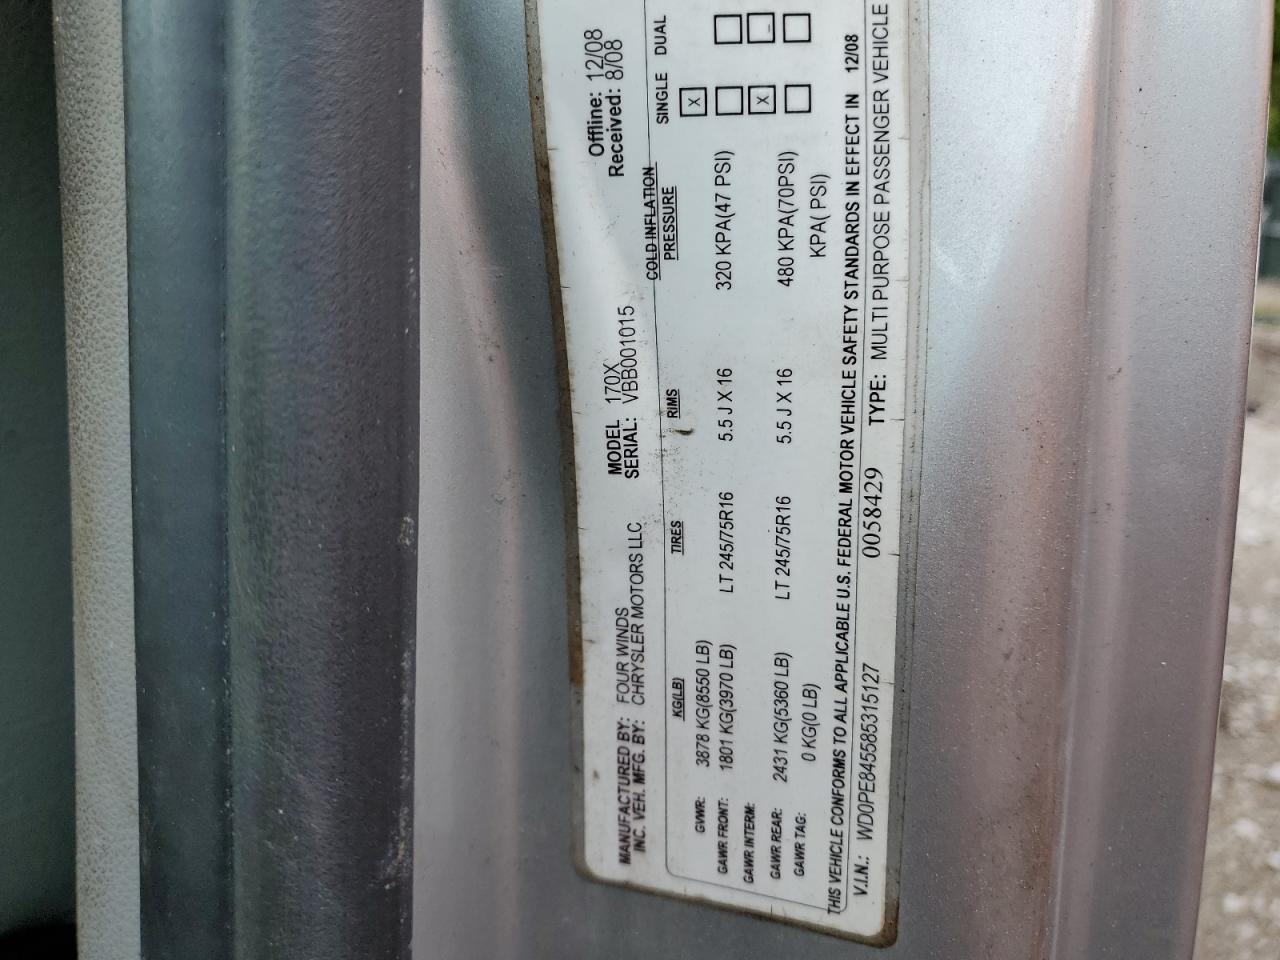 MANUFACTURED BY: FOUR WINDS MODEL 170X Offline: 12/08
INC. VEH. MFG. BY: CHRYSLER MOTORS LLC SERIAL: VBB001015 Received: 8/08
KG(LB) TIRES RIMS COLD INFLATION PRESSURE SINGLE DUAL
GVWR: 3878 KG(8550 LB) X
GAWR FRONT: 1801 KG(3970 LB) LT 245/75R16 5.5 J X 16 320 KPA(47 PSI)
GAWR INTERM: X
GAWR REAR: 2431 KG(5360 LB) LT 245/75R16 5.5 J X 16 480 KPA(70PSI)
GAWR TAG: 0 KG(0 LB) KPA( PSI)
THIS VEHICLE CONFORMS TO ALL APPLICABLE U.S. FEDERAL MOTOR VEHICLE SAFETY STANDARDS IN EFFECT IN 12/08
V.I.N.: WD0PE845585315127 0058429 TYPE: MULTI PURPOSE PASSENGER VEHICLE